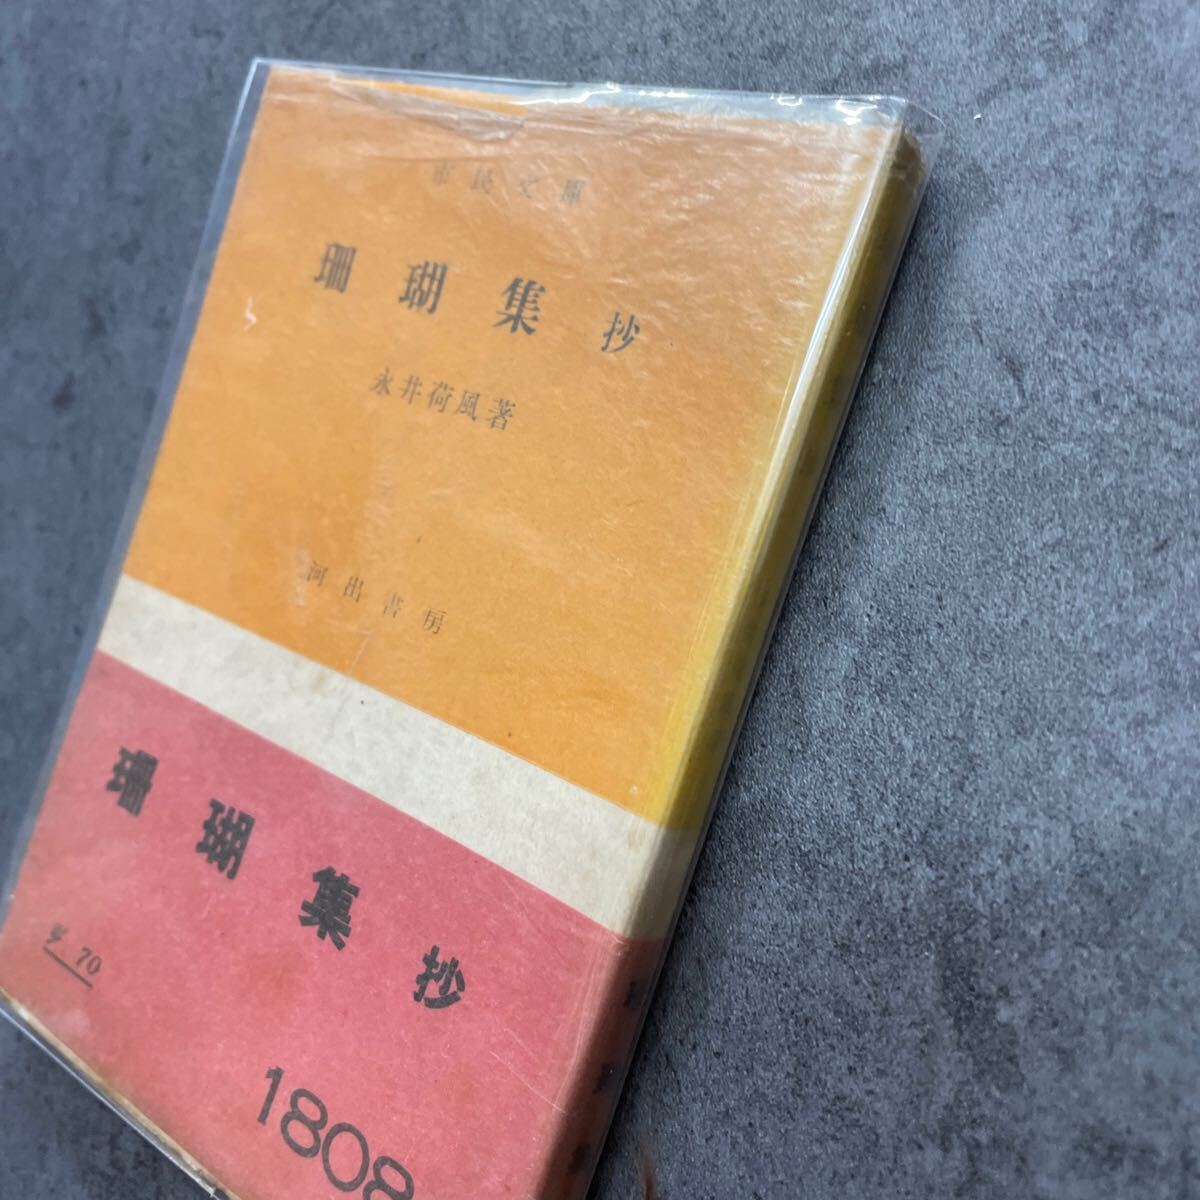 市民文庫
珊瑚集抄
永井荷風著
河出書房
珊瑚集抄
¥ 70
1808